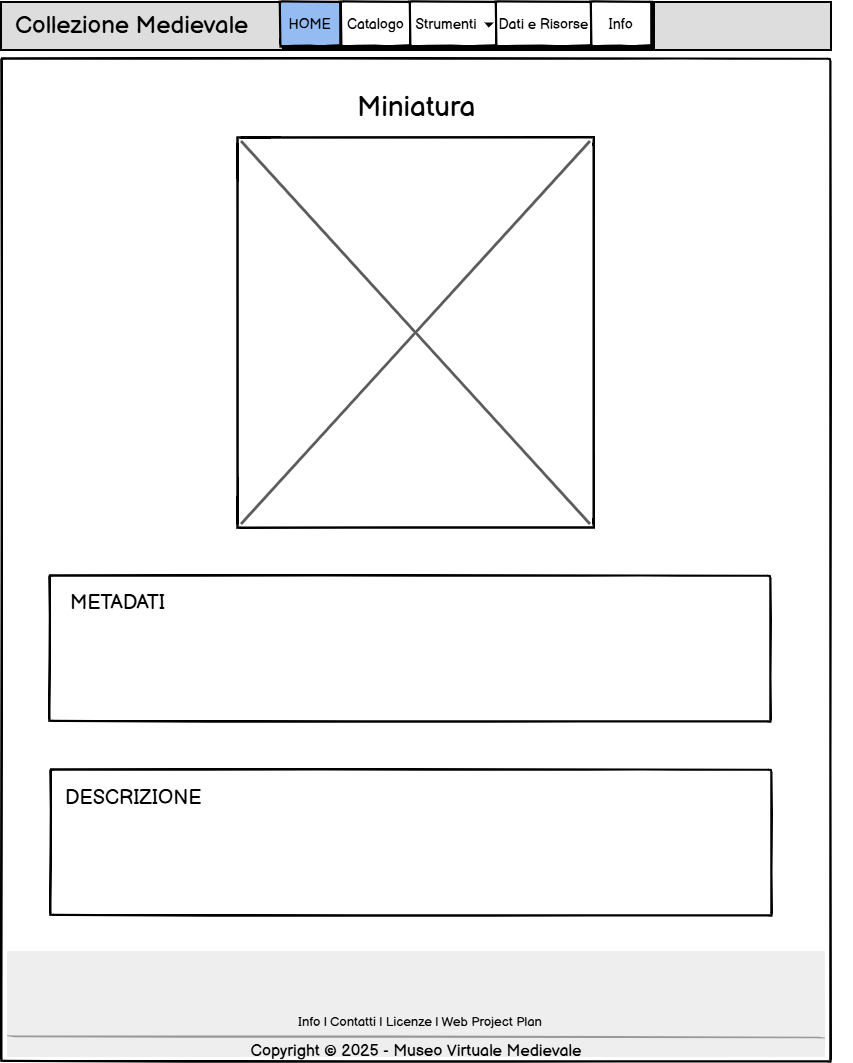 Collezione Medievale HOME Catalogo Strumenti Dati e Risorse Info
Miniatura
METADATI
DESCRIZIONE
Info | Contatti | Licenze | Web Project Plan
Copyright © 2025 - Museo Virtuale Medievale